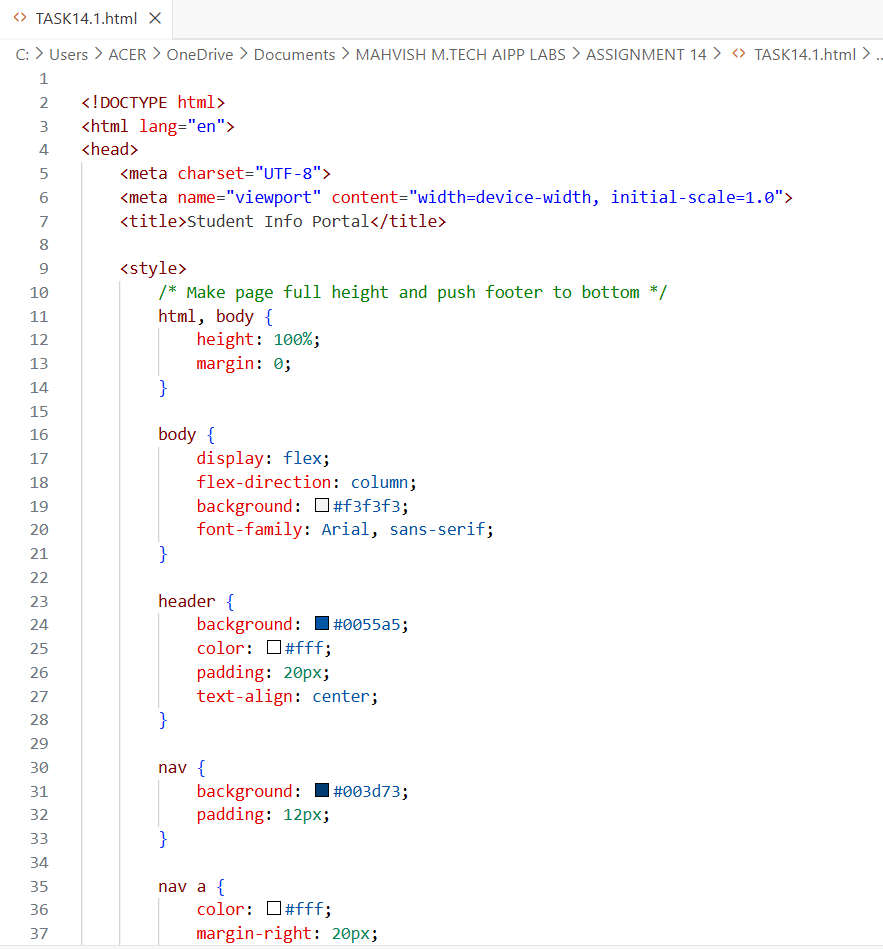 TASK14.1.html
C: > Users > ACER > OneDrive > Documents > MAHVISH M.TECH AIPP LABS > ASSIGNMENT 14 > <> TASK14.1.html > ..
1
2 <!DOCTYPE html>
3 <html lang="en">
4 <head>
5     <meta charset="UTF-8">
6     <meta name="viewport" content="width=device-width, initial-scale=1.0">
7     <title>Student Info Portal</title>
8
9     <style>
10         /* Make page full height and push footer to bottom */
11         html, body {
12             height: 100%;
13             margin: 0;
14         }
15
16         body {
17             display: flex;
18             flex-direction: column;
19             background: #f3f3f3;
20             font-family: Arial, sans-serif;
21         }
22
23         header {
24             background: #0055a5;
25             color: #fff;
26             padding: 20px;
27             text-align: center;
28         }
29
30         nav {
31             background: #003d73;
32             padding: 12px;
33         }
34
35         nav a {
36             color: #fff;
37             margin-right: 20px;